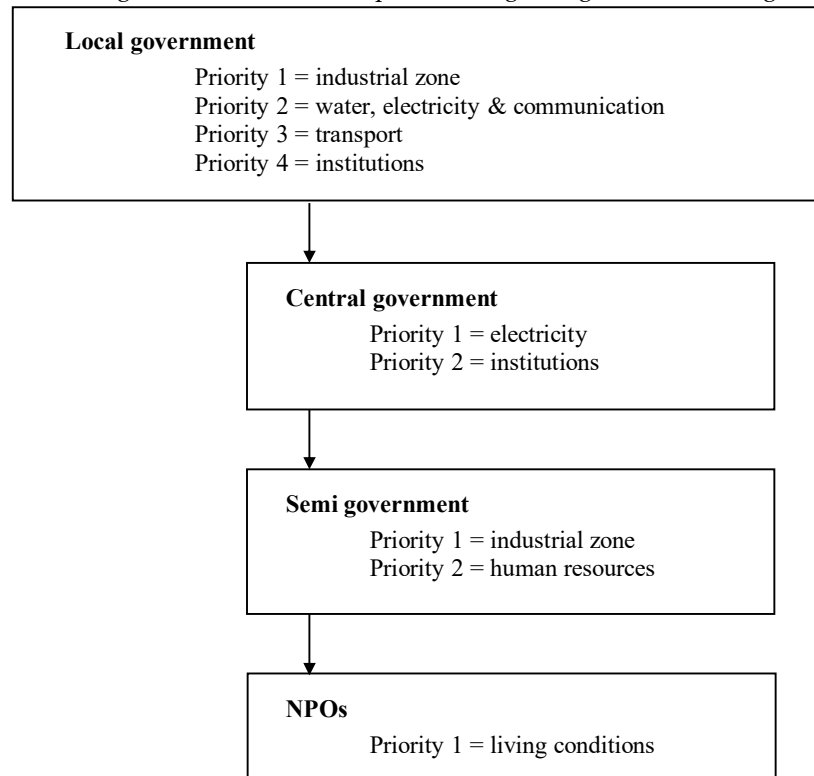 Local government
Priority 1 = industrial zone
Priority 2 = water, electricity & communication
Priority 3 = transport
Priority 4 = institutions
Central government
Priority 1 = electricity
Priority 2 = institutions
Semi government
Priority 1 = industrial zone
Priority 2 = human resources
NPOs
Priority 1 = living conditions